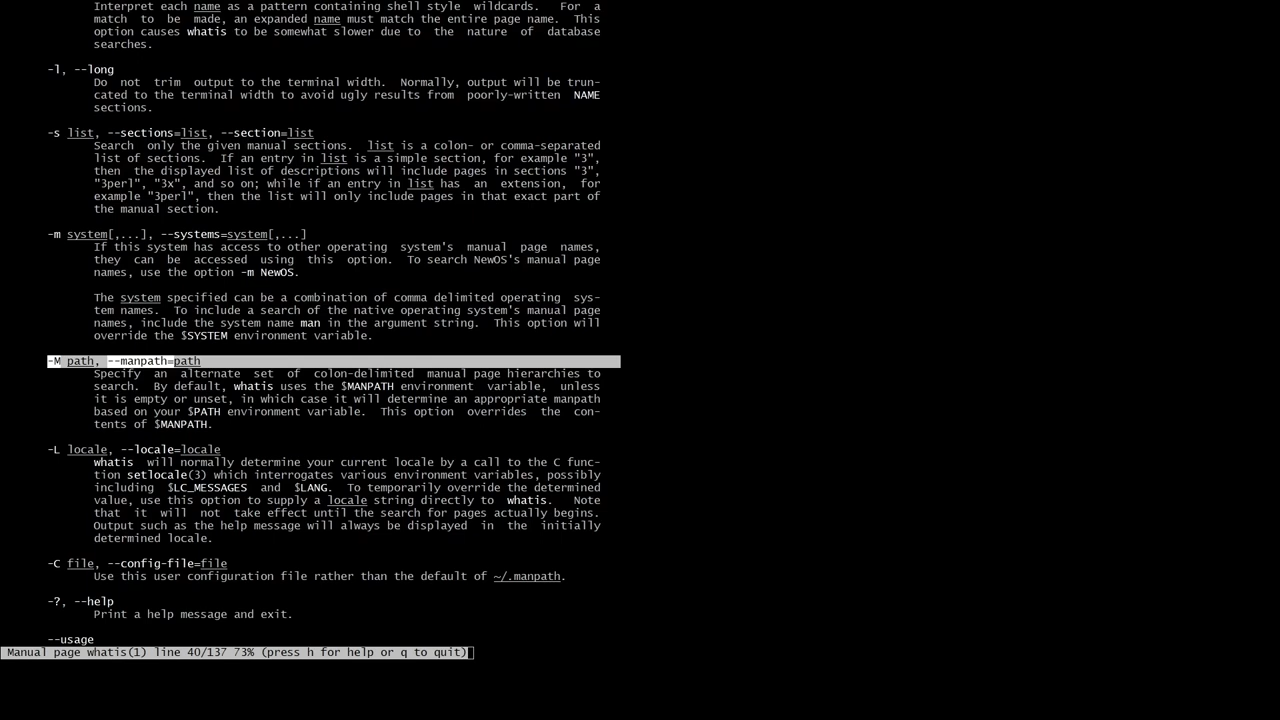 Interpret each name as a pattern containing shell style wildcards. For a
match to be made, an expanded name must match the entire page name. This
option causes whatis to be somewhat slower due to the nature of database
searches.
-l, --long
Do not trim output to the terminal width. Normally, output will be trun-
cated to the terminal width to avoid ugly results from poorly-written NAME
sections.
-s list, --sections=list, --section=list
Search only the given manual sections. list is a colon- or comma-separated
list of sections. If an entry in list is a simple section, for example "3",
then the displayed list of descriptions will include pages in sections "3",
"3perl", "3x", and so on; while if an entry in list has an extension, for
example "3perl", then the list will only include pages in that exact part of
the manual section.
-m system[,...], --systems=system[,...]
If this system has access to other operating system's manual page names,
they can be accessed using this option. To search NewOS's manual page
names, use the option -m NewOS.
The system specified can be a combination of comma delimited operating sys-
tem names. To include a search of the native operating system's manual page
names, include the system name man in the argument string. This option will
override the $SYSTEM environment variable.
-M path, --manpath=path
Specify an alternate set of colon-delimited manual page hierarchies to
search. By default, whatis uses the $MANPATH environment variable, unless
it is empty or unset, in which case it will determine an appropriate manpath
based on your $PATH environment variable. This option overrides the con-
tents of $MANPATH.
-L locale, --locale=locale
whatis will normally determine your current locale by a call to the C func-
tion setlocale(3) which interrogates various environment variables, possibly
including $LC_MESSAGES and $LANG. To temporarily override the determined
value, use this option to supply a locale string directly to whatis. Note
that it will not take effect until the search for pages actually begins.
Output such as the help message will always be displayed in the initially
determined locale.
-C file, --config-file=file
Use this user configuration file rather than the default of ~/.manpath.
-?, --help
Print a help message and exit.
--usage
Manual page whatis(1) line 40/137 73% (press h for help or q to quit)